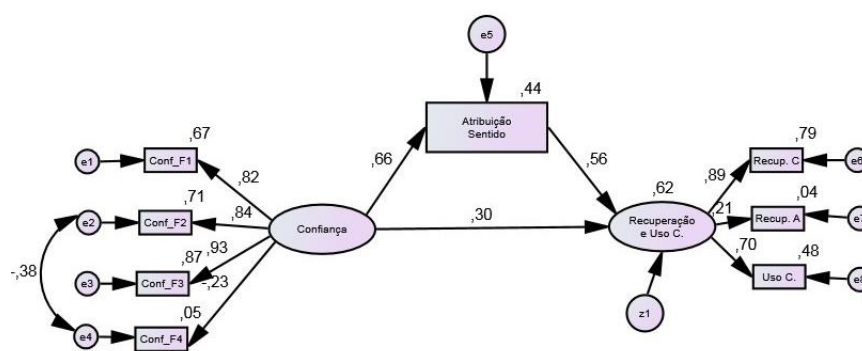 e5
,44
Atribuição
Sentido
,67
e1
Conf_F1
,82
,66
,56
,79
,89
Recup. C
e6
,71
e2
Conf_F2
,84
Confiança
,30
,62
Recuperação
e Uso C.
,21
,04
Recup. A
e7
-,38
,87
,93
e3
Conf_F3
-,23
,70
,48
Uso C.
e8
,05
e4
Conf_F4
z1